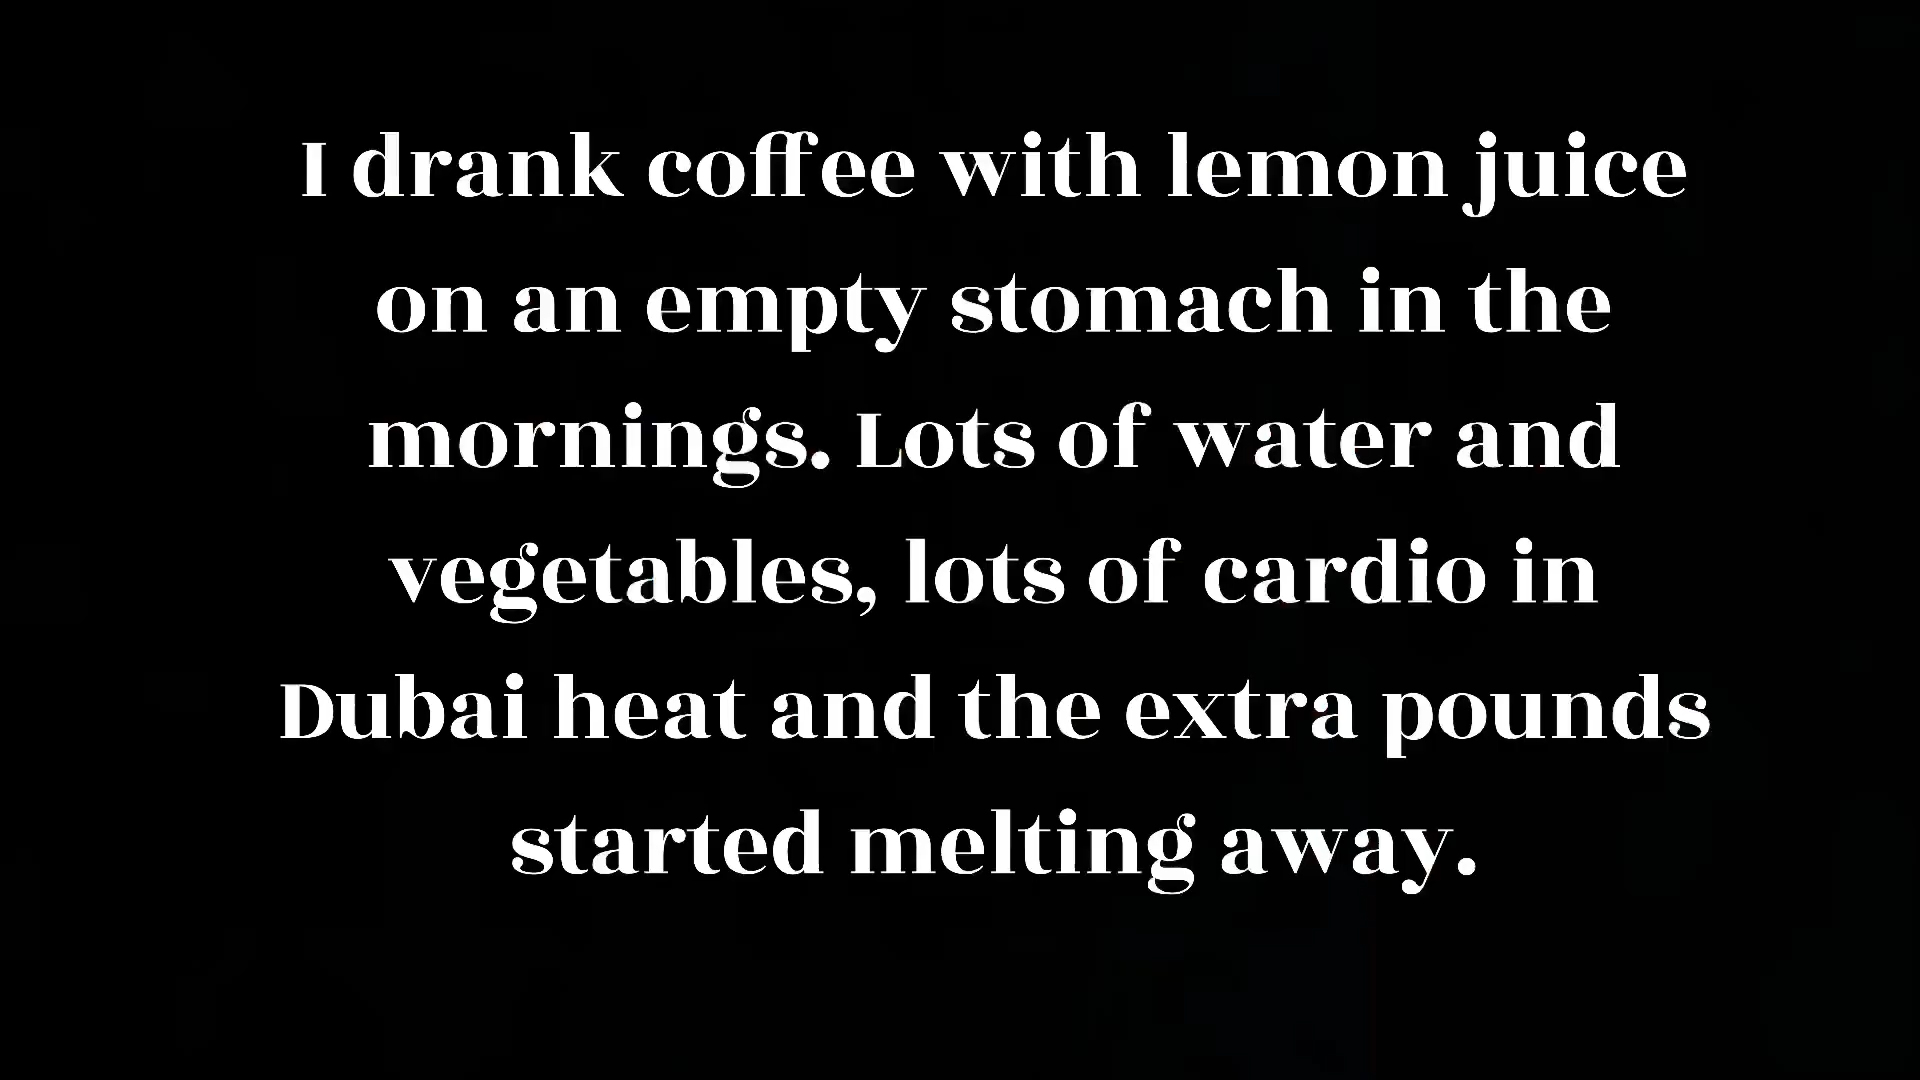 I drank coffee with lemon juice
on an empty stomach in the
mornings. Lots of water and
vegetables, lots of cardio in
Dubai heat and the extra pounds
started melting away.